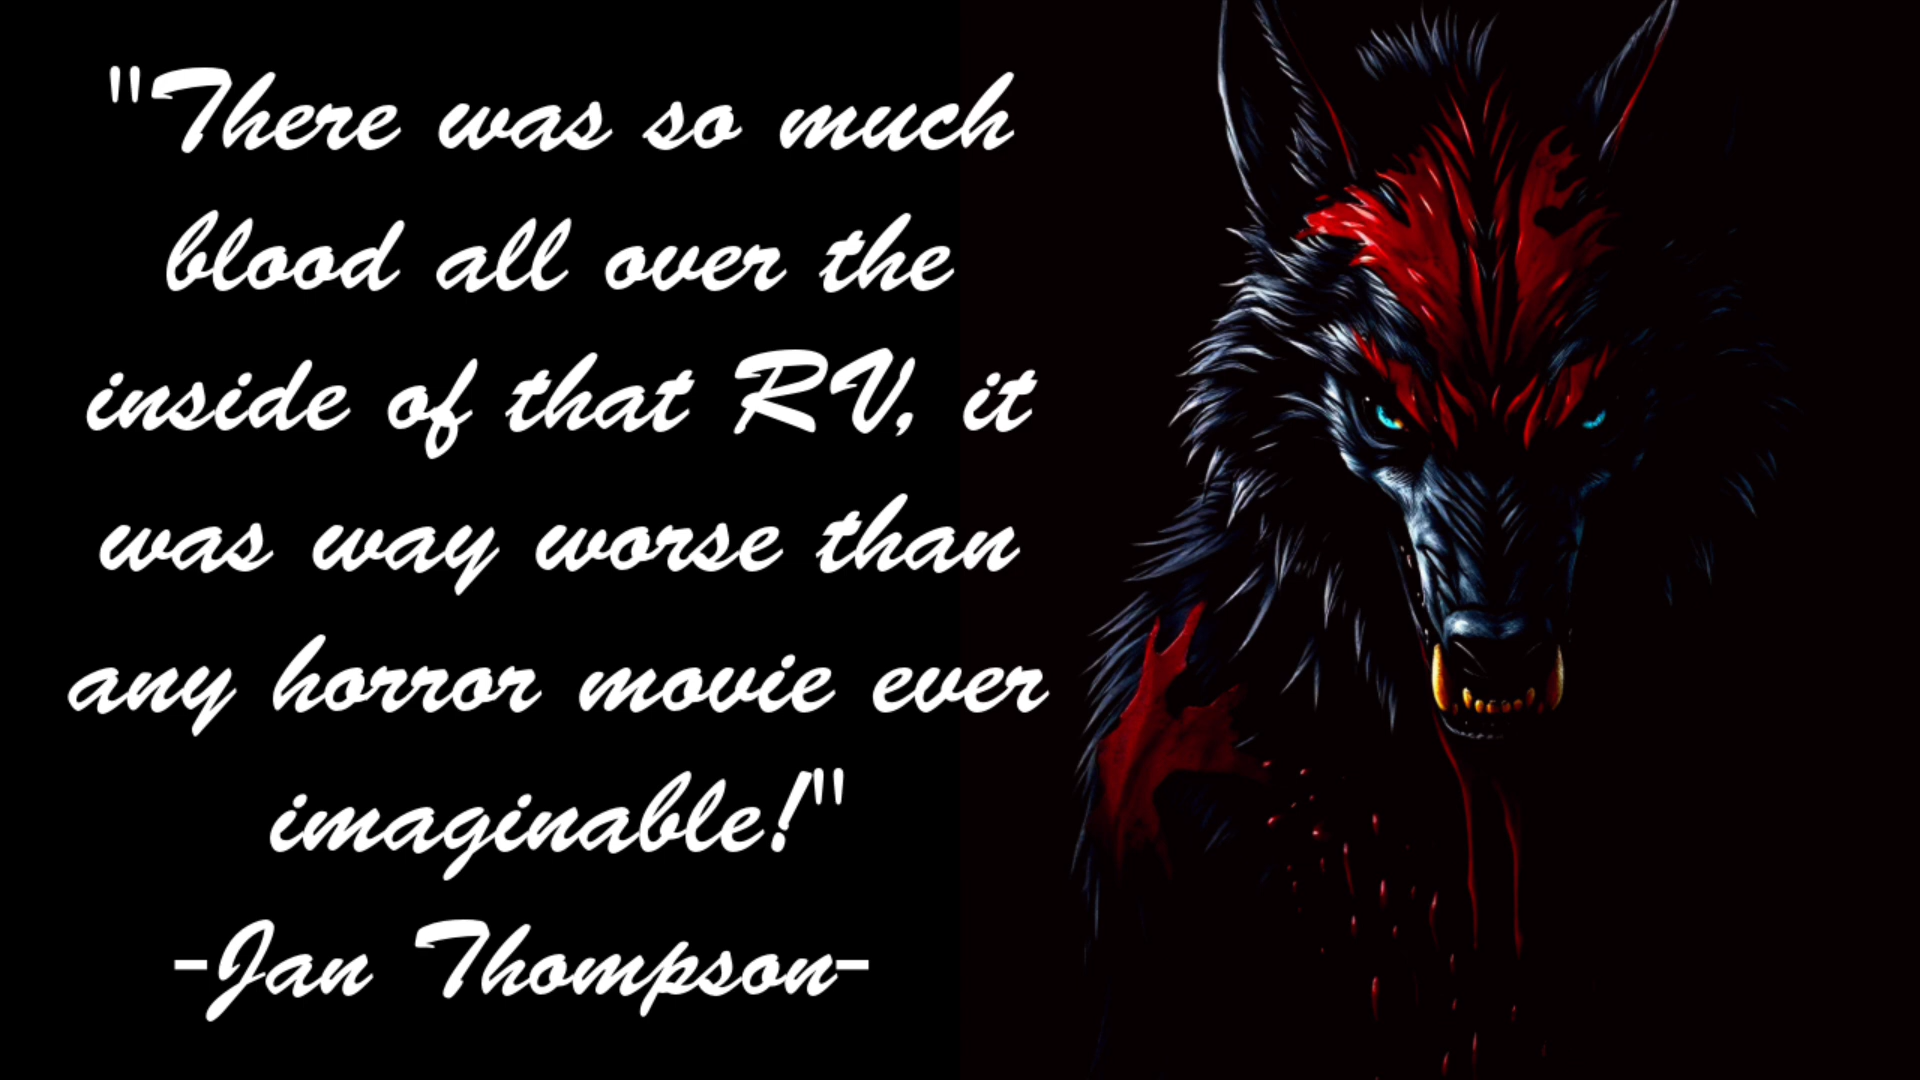 "There was so much
blood all over the
inside of that RV, it
was way worse than
any horror movie ever
imaginable!"
-Jan Thompson-